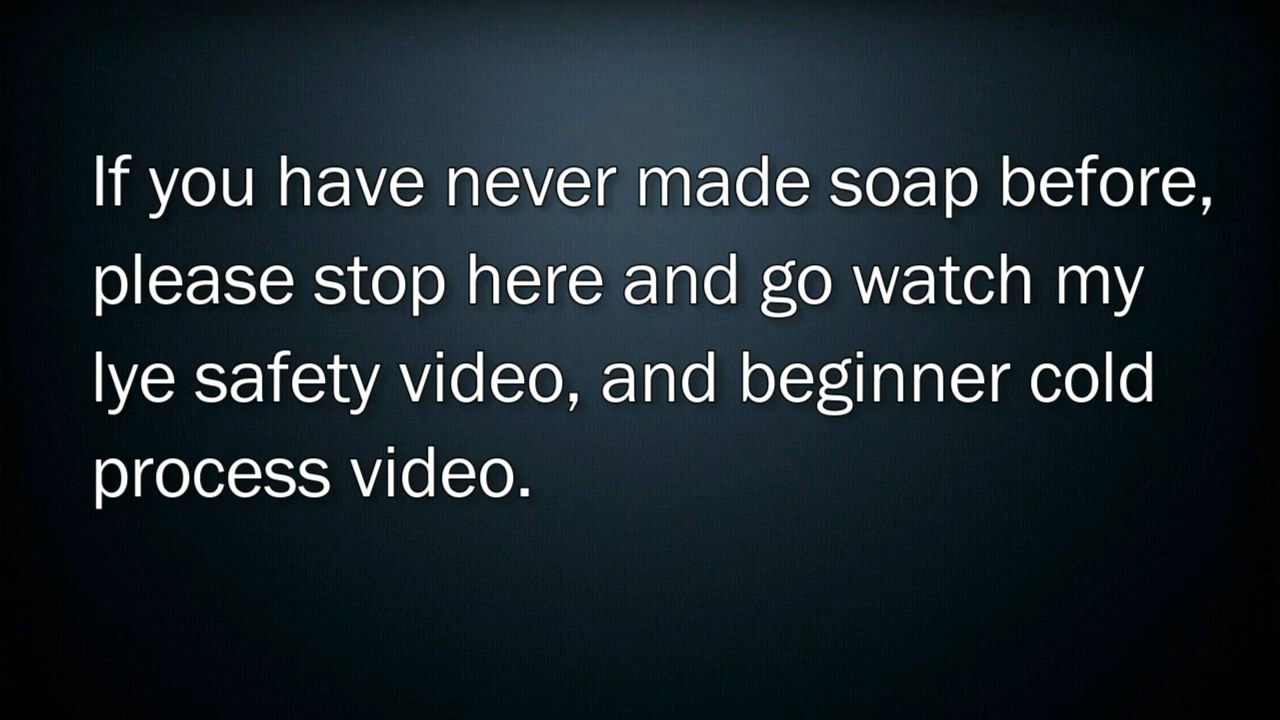 If you have never made soap before,
please stop here and go watch my
lye safety video, and beginner cold
process video.